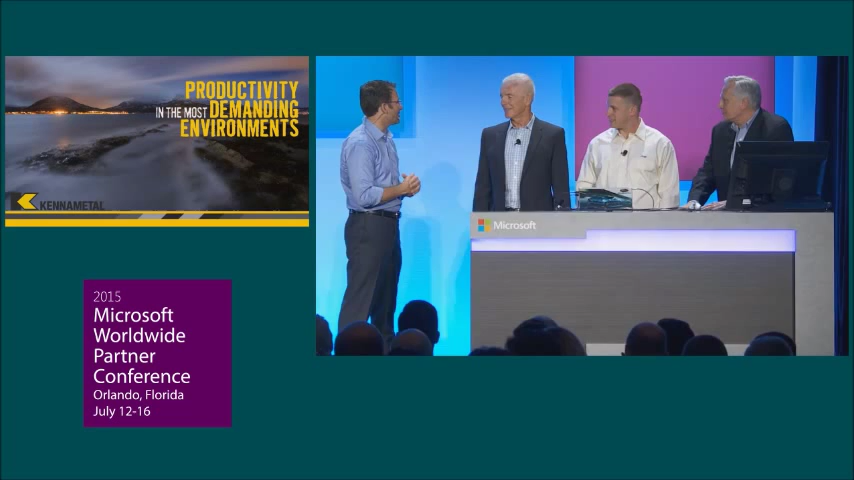 PRODUCTIVITY
IN THE MOST DEMANDING
ENVIRONMENTS
KENNAMETAL
Microsoft
2015
Microsoft
Worldwide
Partner
Conference
Orlando, Florida
July 12-16